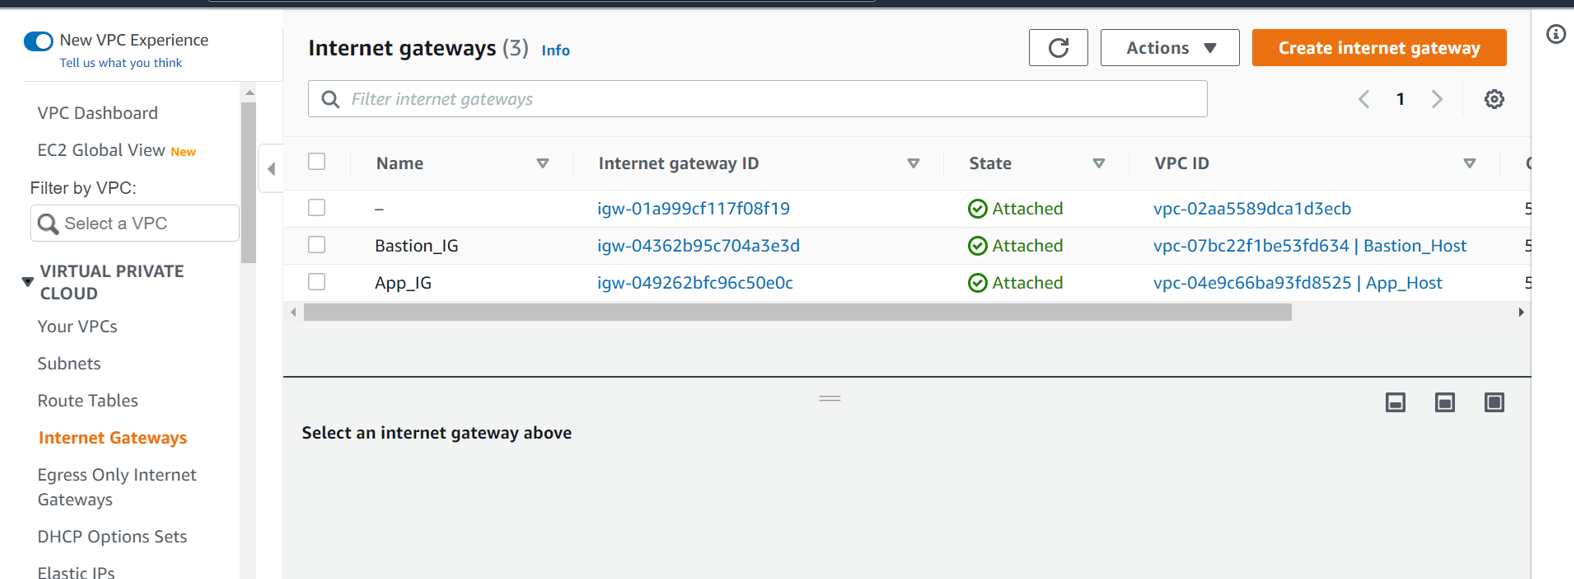 New VPC Experience
Tell us what you think
VPC Dashboard
EC2 Global View New
Filter by VPC:
Select a VPC
VIRTUAL PRIVATE
CLOUD
Your VPCs
Subnets
Route Tables
Internet Gateways
Egress Only Internet
Gateways
DHCP Options Sets
Elastic IPs
Internet gateways (3) Info
Actions
Create internet gateway
Filter internet gateways
1
Name Internet gateway ID State VPC ID
– igw-01a999cf117f08f19 Attached vpc-02aa5589dca1d3ecb 5
Bastion_IG igw-04362b95c704a3e3d Attached vpc-07bc22f1be53fd634 | Bastion_Host 5
App_IG igw-049262bfc96c50e0c Attached vpc-04e9c66ba93fd8525 | App_Host 5
Select an internet gateway above